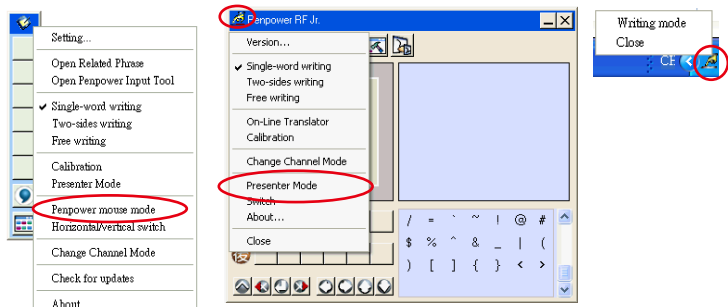 Setting...
Open Related Phrase
Open Penpower Input Tool
Single-word writing
Two-sides writing
Free writing
Calibration
Presenter Mode
Penpower mouse mode
Horizontal/vertical switch
Change Channel Mode
Check for updates
About
Penpower RF Jr.
Version...
Single-word writing
Two-sides writing
Free writing
On-Line Translator
Calibration
Change Channel Mode
Presenter Mode
Switch
About...
Close
/ = ` ~ ! @ #
$ % ^ & _ | (
) [ ] { } < >
Writing mode
Close
CE